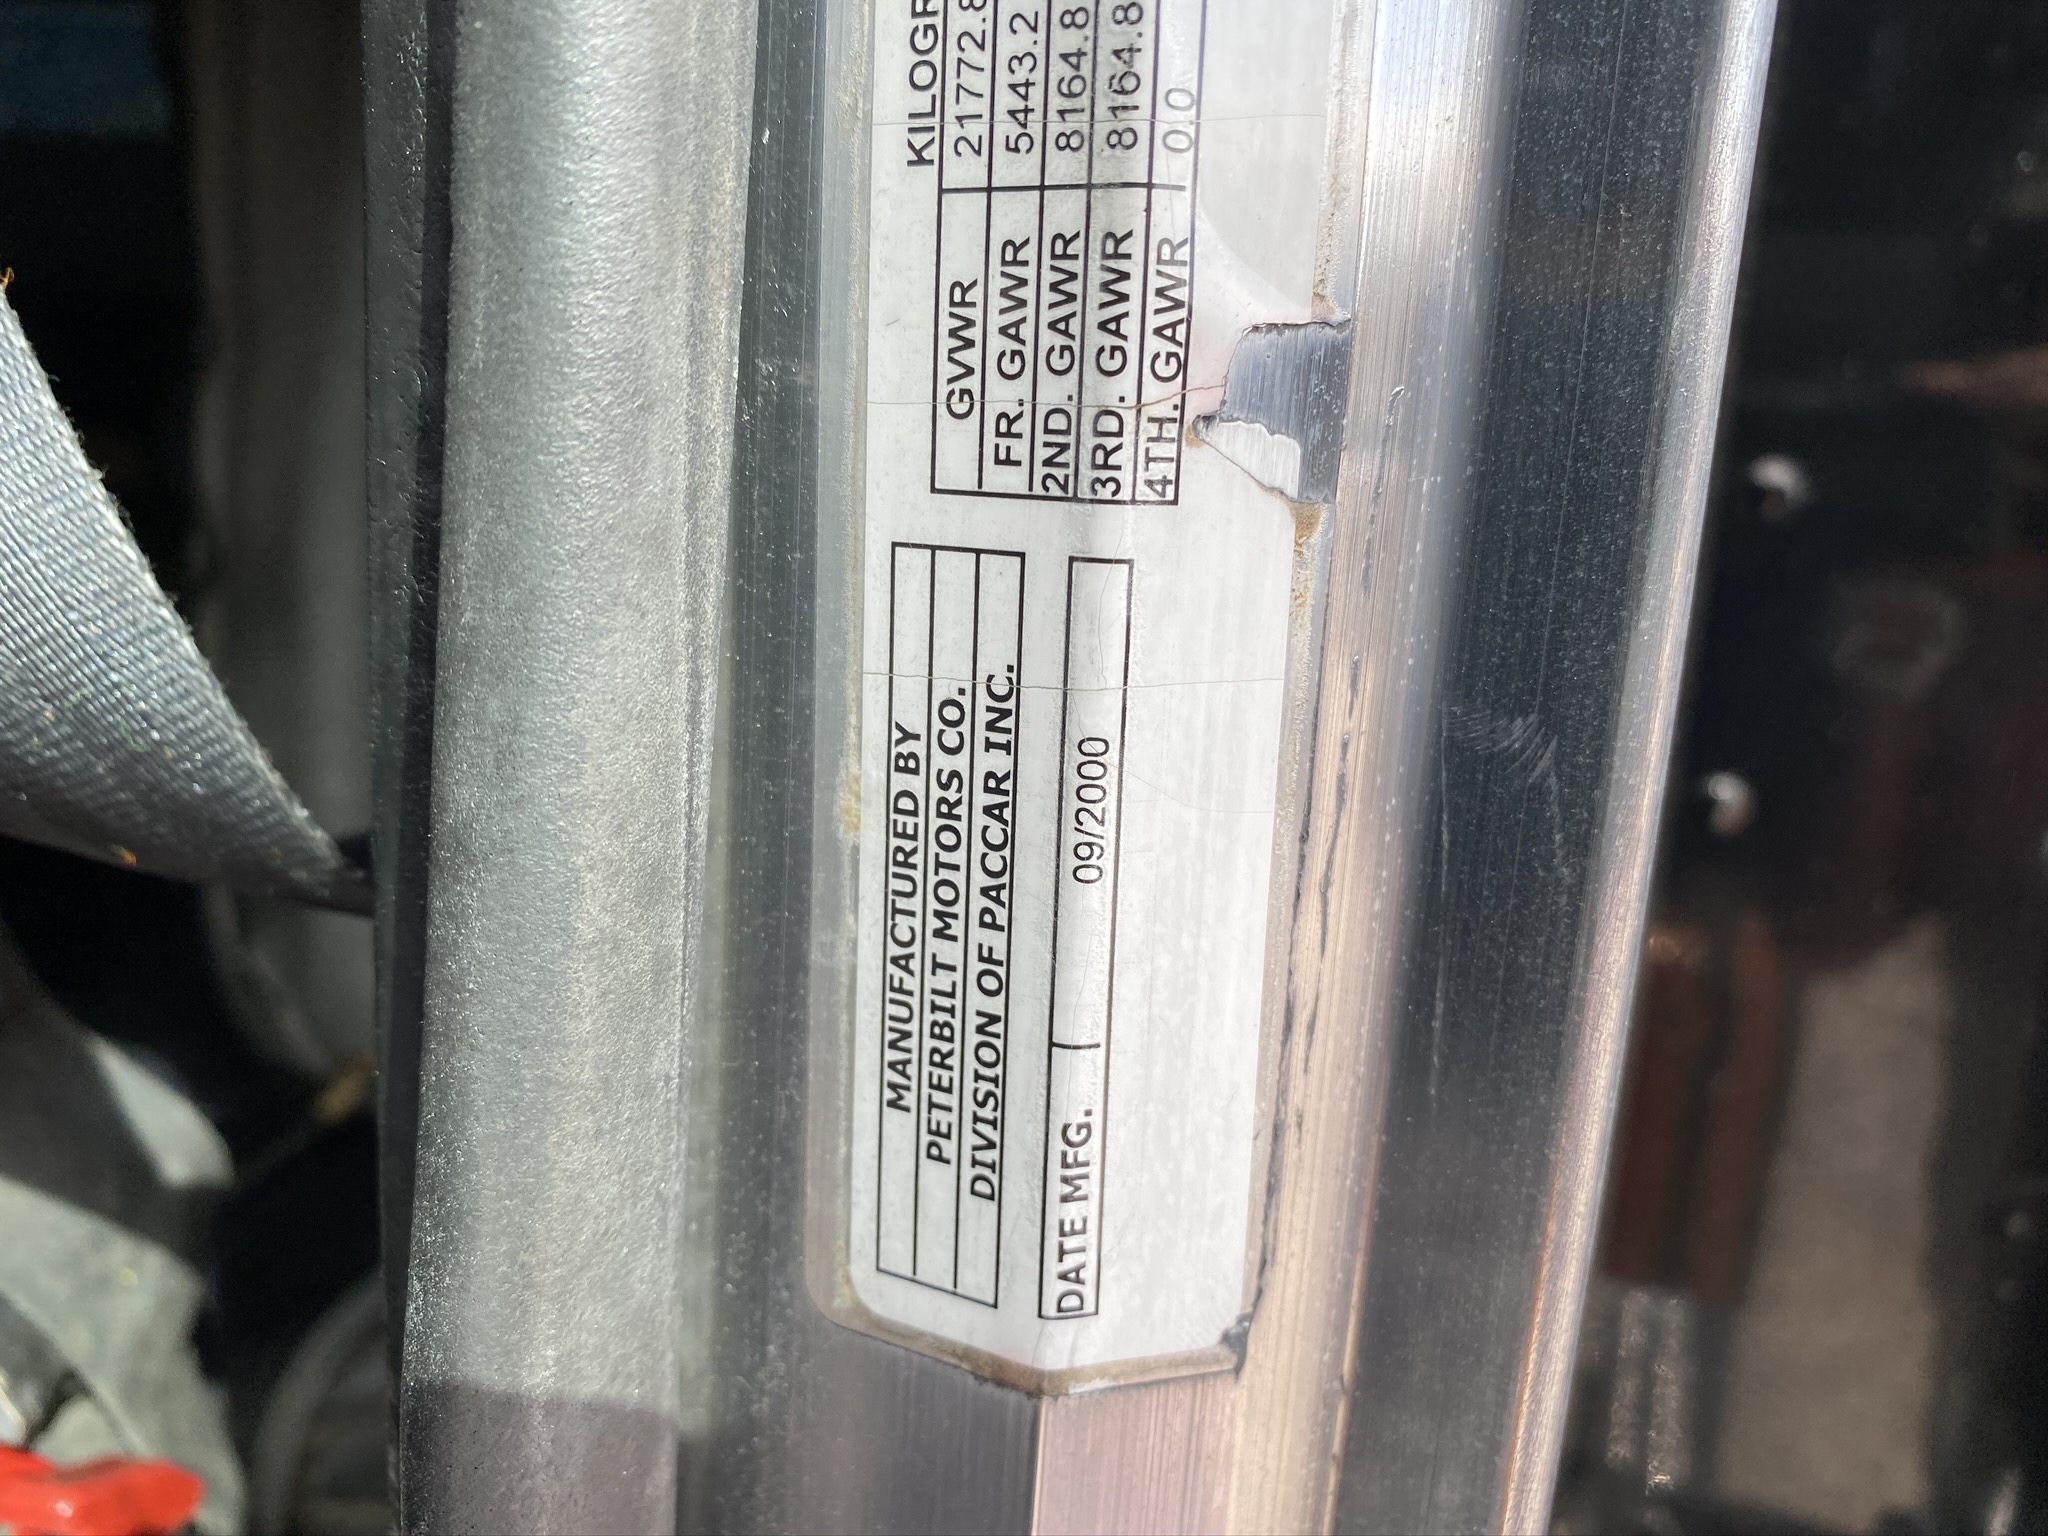 MANUFACTURED BY
PETERBILT MOTORS CO.
DIVISION OF PACCAR INC.
DATE MFG. 09/2000
KILOGR
GVWR 21772.8
FR. GAWR 5443.2
2ND. GAWR 8164.8
3RD. GAWR 8164.8
4TH. GAWR 0.0